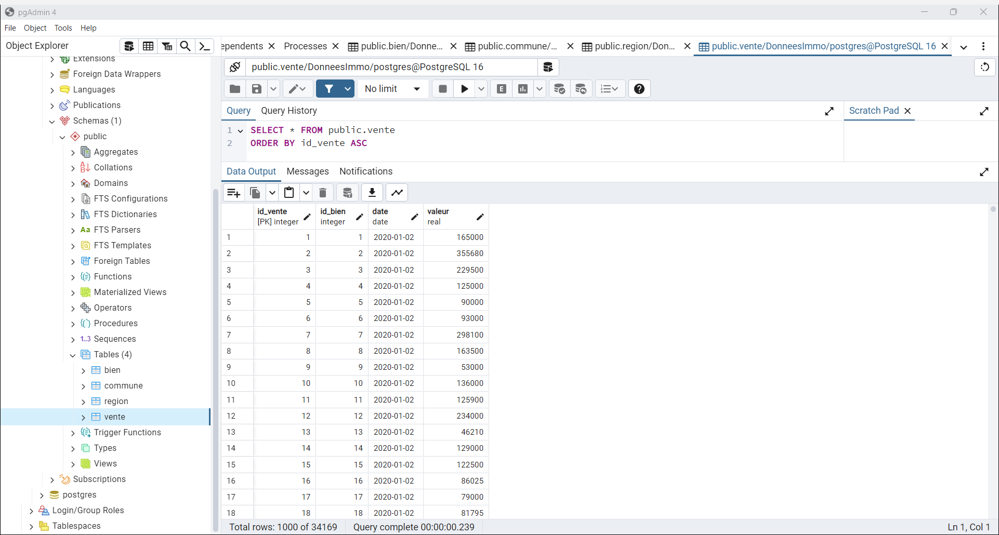 pgAdmin 4
File Object Tools Help
Object Explorer
ependents Processes public.bien/Donne... public.commune/... public.region/Don... public.vente/DonneesImmo/postgres@PostgreSQL 16
Extensions
Foreign Data Wrappers
Languages
Publications
Schemas (1)
public
Aggregates
Collations
Domains
FTS Configurations
FTS Dictionaries
Aa FTS Parsers
FTS Templates
Foreign Tables
Functions
Materialized Views
Operators
Procedures
1..3 Sequences
Tables (4)
bien
commune
region
vente
Trigger Functions
Types
Views
Subscriptions
postgres
Login/Group Roles
Tablespaces
public.vente/DonneesImmo/postgres@PostgreSQL 16
No limit E
Query Query History
Scratch Pad
1 SELECT * FROM public.vente
2 ORDER BY id_vente ASC
Data Output Messages Notifications
id_vente id_bien date valeur
[PK] integer integer date real
1 1 1 2020-01-02 165000
2 2 2 2020-01-02 355680
3 3 3 2020-01-02 229500
4 4 4 2020-01-02 125000
5 5 5 2020-01-02 90000
6 6 6 2020-01-02 93000
7 7 7 2020-01-02 298100
8 8 8 2020-01-02 163500
9 9 9 2020-01-02 53000
10 10 10 2020-01-02 136000
11 11 11 2020-01-02 125900
12 12 12 2020-01-02 234000
13 13 13 2020-01-02 46210
14 14 14 2020-01-02 129000
15 15 15 2020-01-02 122500
16 16 16 2020-01-02 86025
17 17 17 2020-01-02 79000
18 18 18 2020-01-02 81795
Total rows: 1000 of 34169 Query complete 00:00:00.239 Ln 1, Col 1